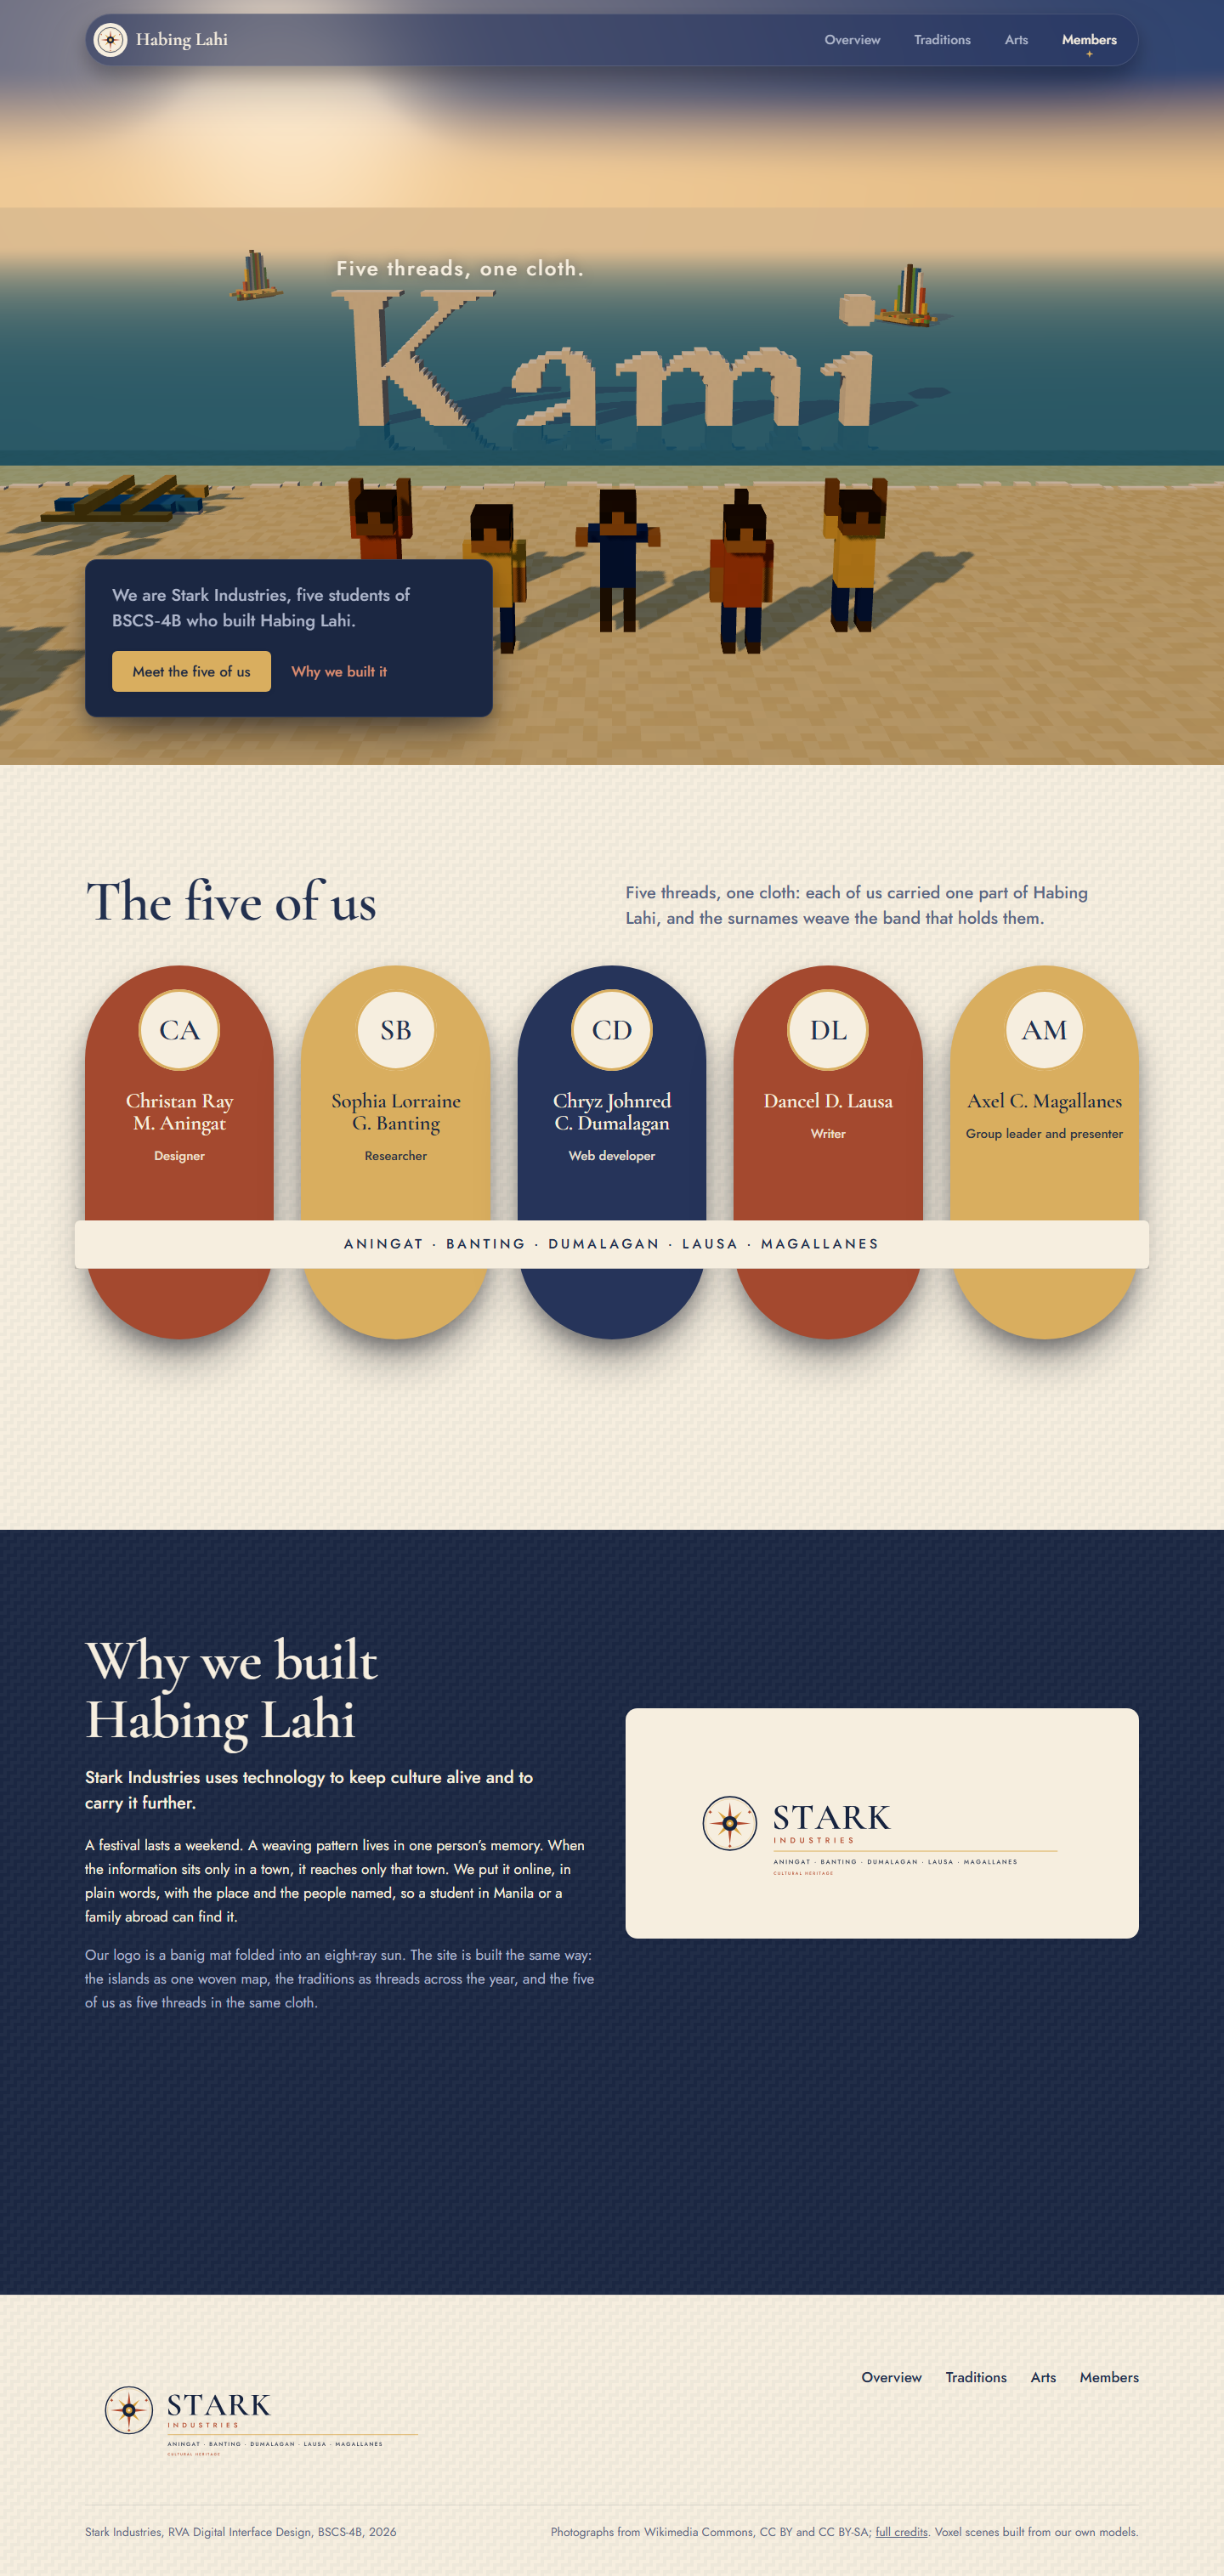 Habing Lahi
Overview
Traditions
Arts
Members
Five threads, one cloth.
Kami
We are Stark Industries, five students of
BSCS-4B who built Habing Lahi.
Meet the five of us
Why we built it
The five of us
Five threads, one cloth: each of us carried one part of Habing
Lahi, and the surnames weave the band that holds them.
CA
Christan Ray
M. Aningat
Designer
SB
Sophia Lorraine
G. Banting
Researcher
CD
Chryz Johnred
C. Dumalagan
Web developer
DL
Dancel D. Lausa
Writer
AM
Axel C. Magallanes
Group leader and presenter
ANINGAT · BANTING · DUMALAGAN · LAUSA · MAGALLANES
Why we built
Habing Lahi
Stark Industries uses technology to keep culture alive and to
carry it further.
A festival lasts a weekend. A weaving pattern lives in one person's memory. When
the information sits only in a town, it reaches only that town. We put it online, in
plain words, with the place and the people named, so a student in Manila or a
family abroad can find it.
Our logo is a banig mat folded into an eight-ray sun. The site is built the same way:
the islands as one woven map, the traditions as threads across the year, and the five
of us as five threads in the same cloth.
STARK
INDUSTRIES
ANINGAT · BANTING · DUMALAGAN · LAUSA · MAGALLANES
CULTURAL HERITAGE
Overview
Traditions
Arts
Members
STARK
INDUSTRIES
ANINGAT · BANTING · DUMALAGAN · LAUSA · MAGALLANES
CULTURAL HERITAGE
Stark Industries, RVA Digital Interface Design, BSCS-4B, 2026
Photographs from Wikimedia Commons, CC BY and CC BY-SA; full credits. Voxel scenes built from our own models.